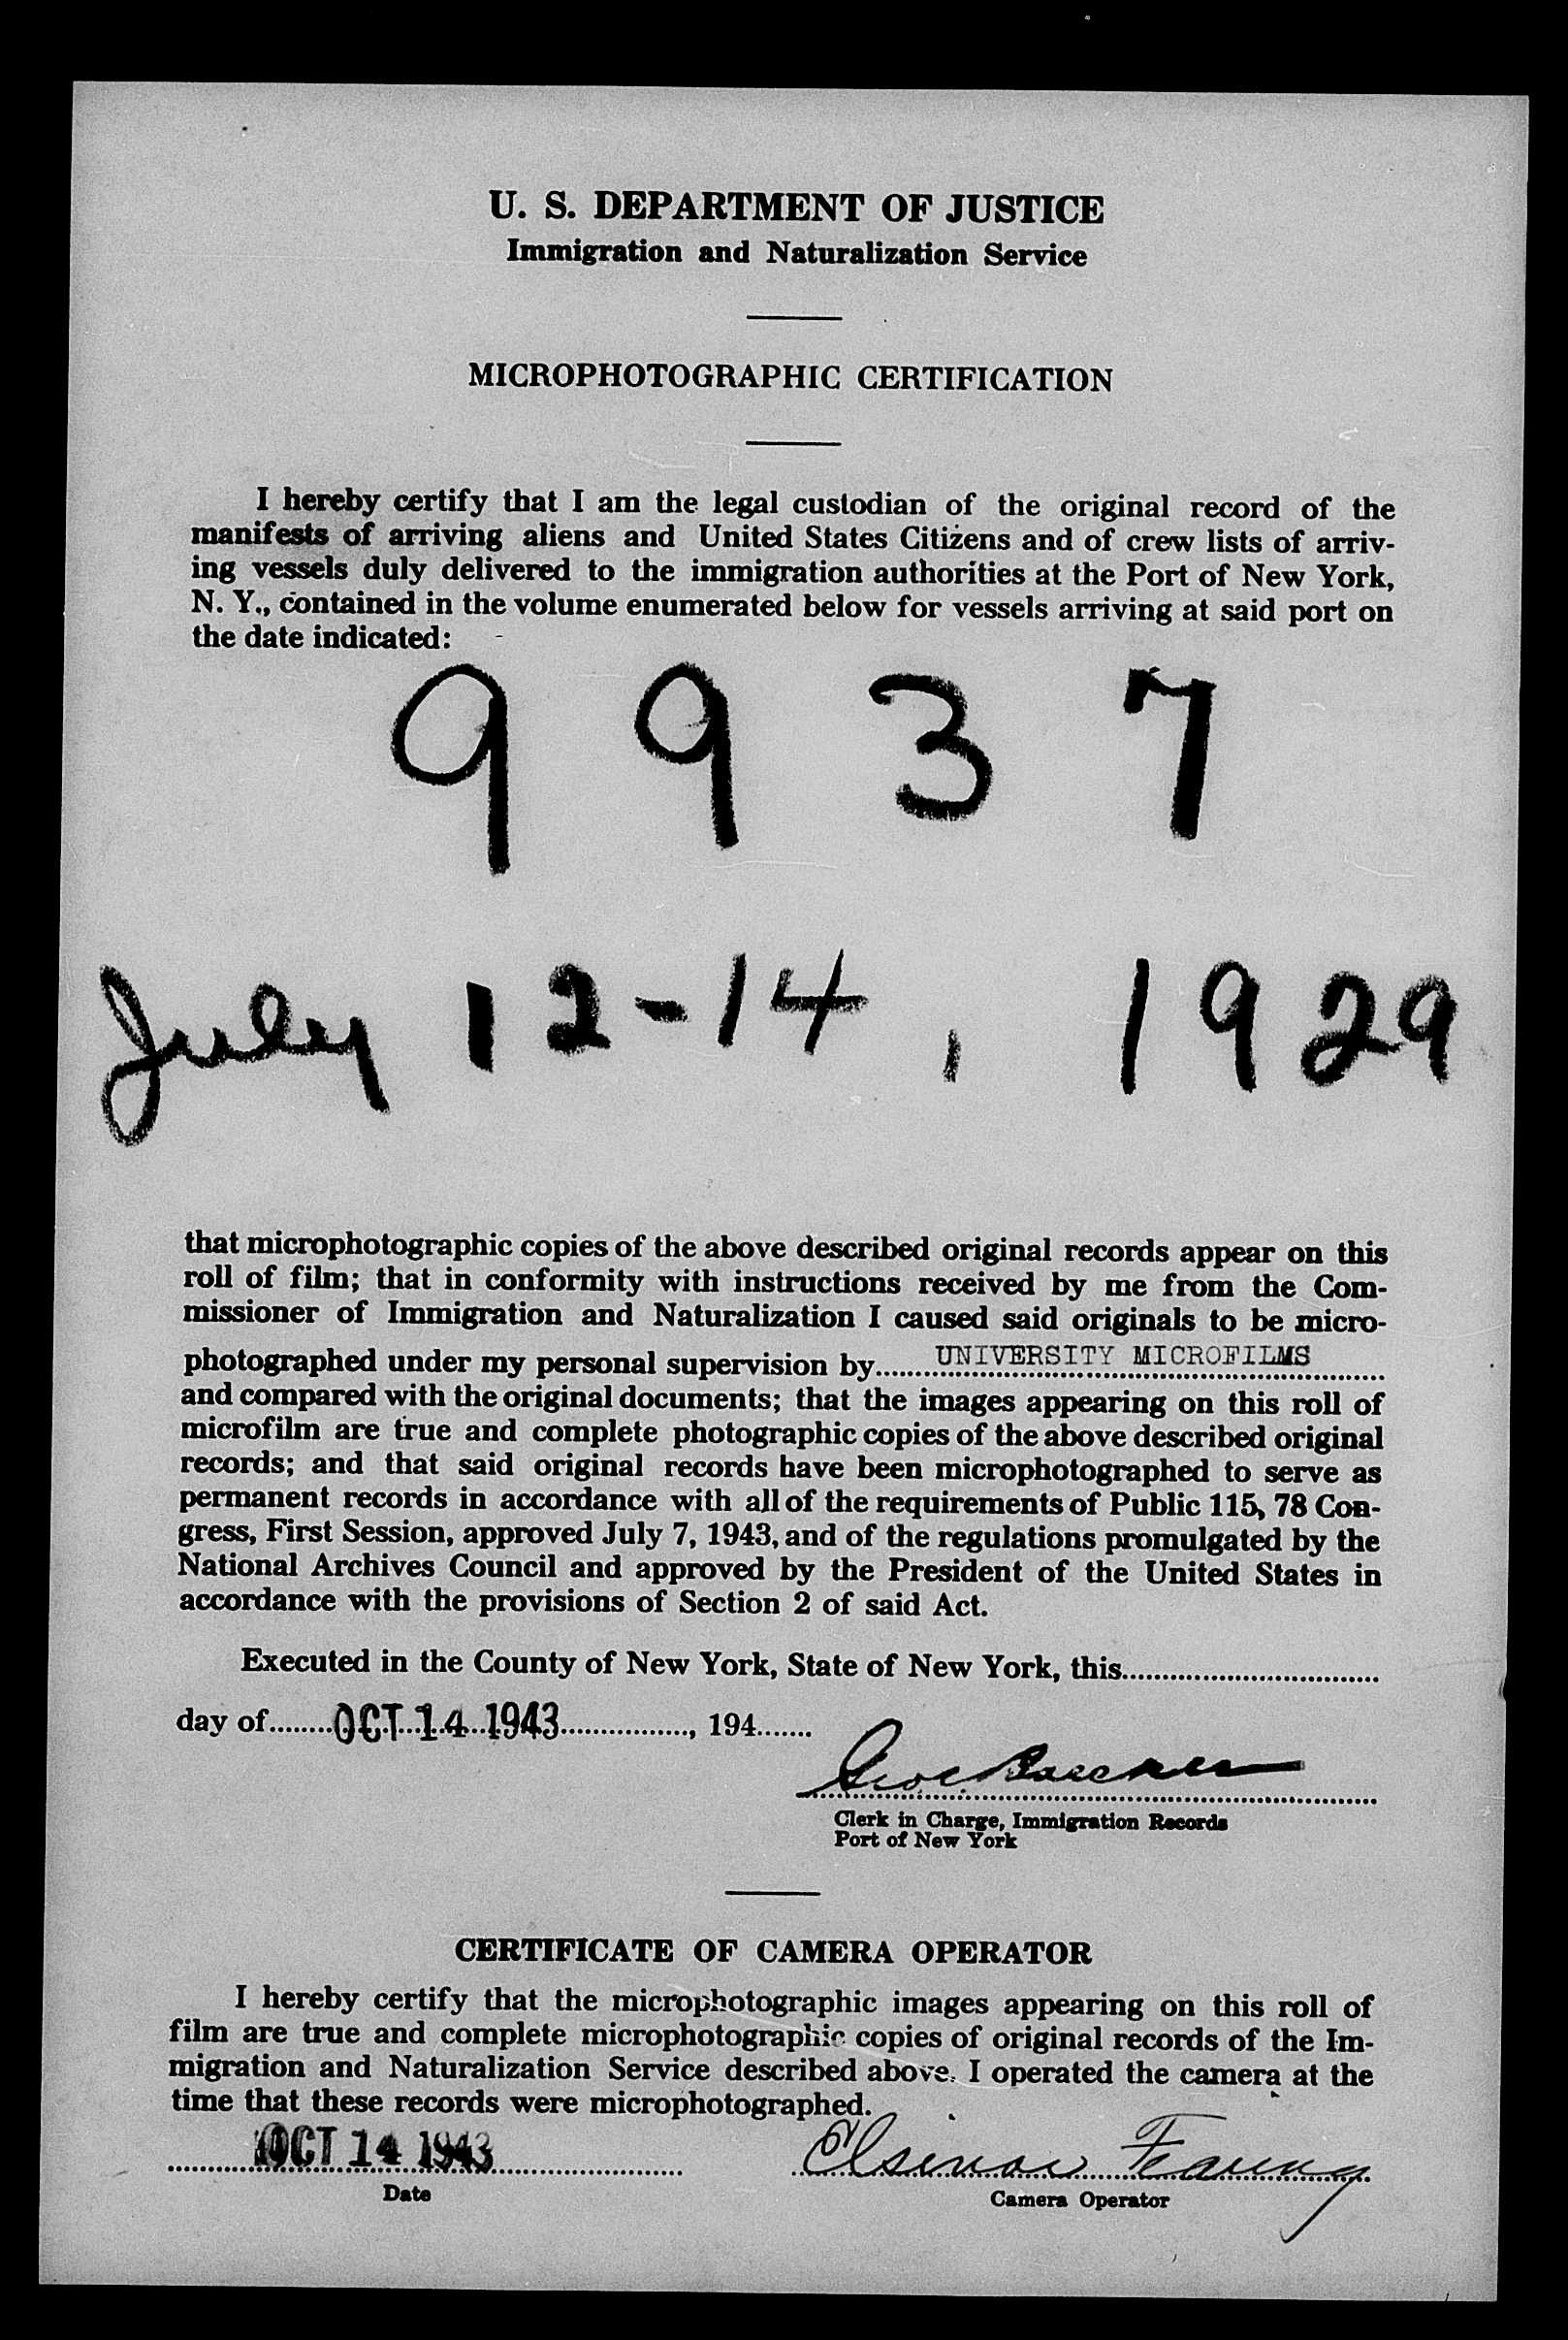 U. S. DEPARTMENT OF JUSTICE
Immigration and Naturalization Service
MICROPHOTOGRAPHIC CERTIFICATION
I hereby certify that I am the legal custodian of the original record of the
manifests of arriving aliens and United States Citizens and of crew lists of arriv-
ing vessels duly delivered to the immigration authorities at the Port of New York,
N. Y., contained in the volume enumerated below for vessels arriving at said port on
the date indicated:
9937
July 12-14, 1929
that microphotographic copies of the above described original records appear on this
roll of film; that in conformity with instructions received by me from the Com-
missioner of Immigration and Naturalization I caused said originals to be micro-
photographed under my personal supervision by UNIVERSITY MICROFILMS
and compared with the original documents; that the images appearing on this roll of
microfilm are true and complete photographic copies of the above described original
records; and that said original records have been microphotographed to serve as
permanent records in accordance with all of the requirements of Public 115, 78 Con-
gress, First Session, approved July 7, 1943, and of the regulations promulgated by the
National Archives Council and approved by the President of the United States in
accordance with the provisions of Section 2 of said Act.
Executed in the County of New York, State of New York, this
day of OCT 14 1943, 194
Clerk in Charge, Immigration Records
Port of New York
CERTIFICATE OF CAMERA OPERATOR
I hereby certify that the microphotographic images appearing on this roll of
film are true and complete microphotographic copies of original records of the Im-
migration and Naturalization Service described above. I operated the camera at the
time that these records were microphotographed.
OCT 14 1943
Date
Camera Operator